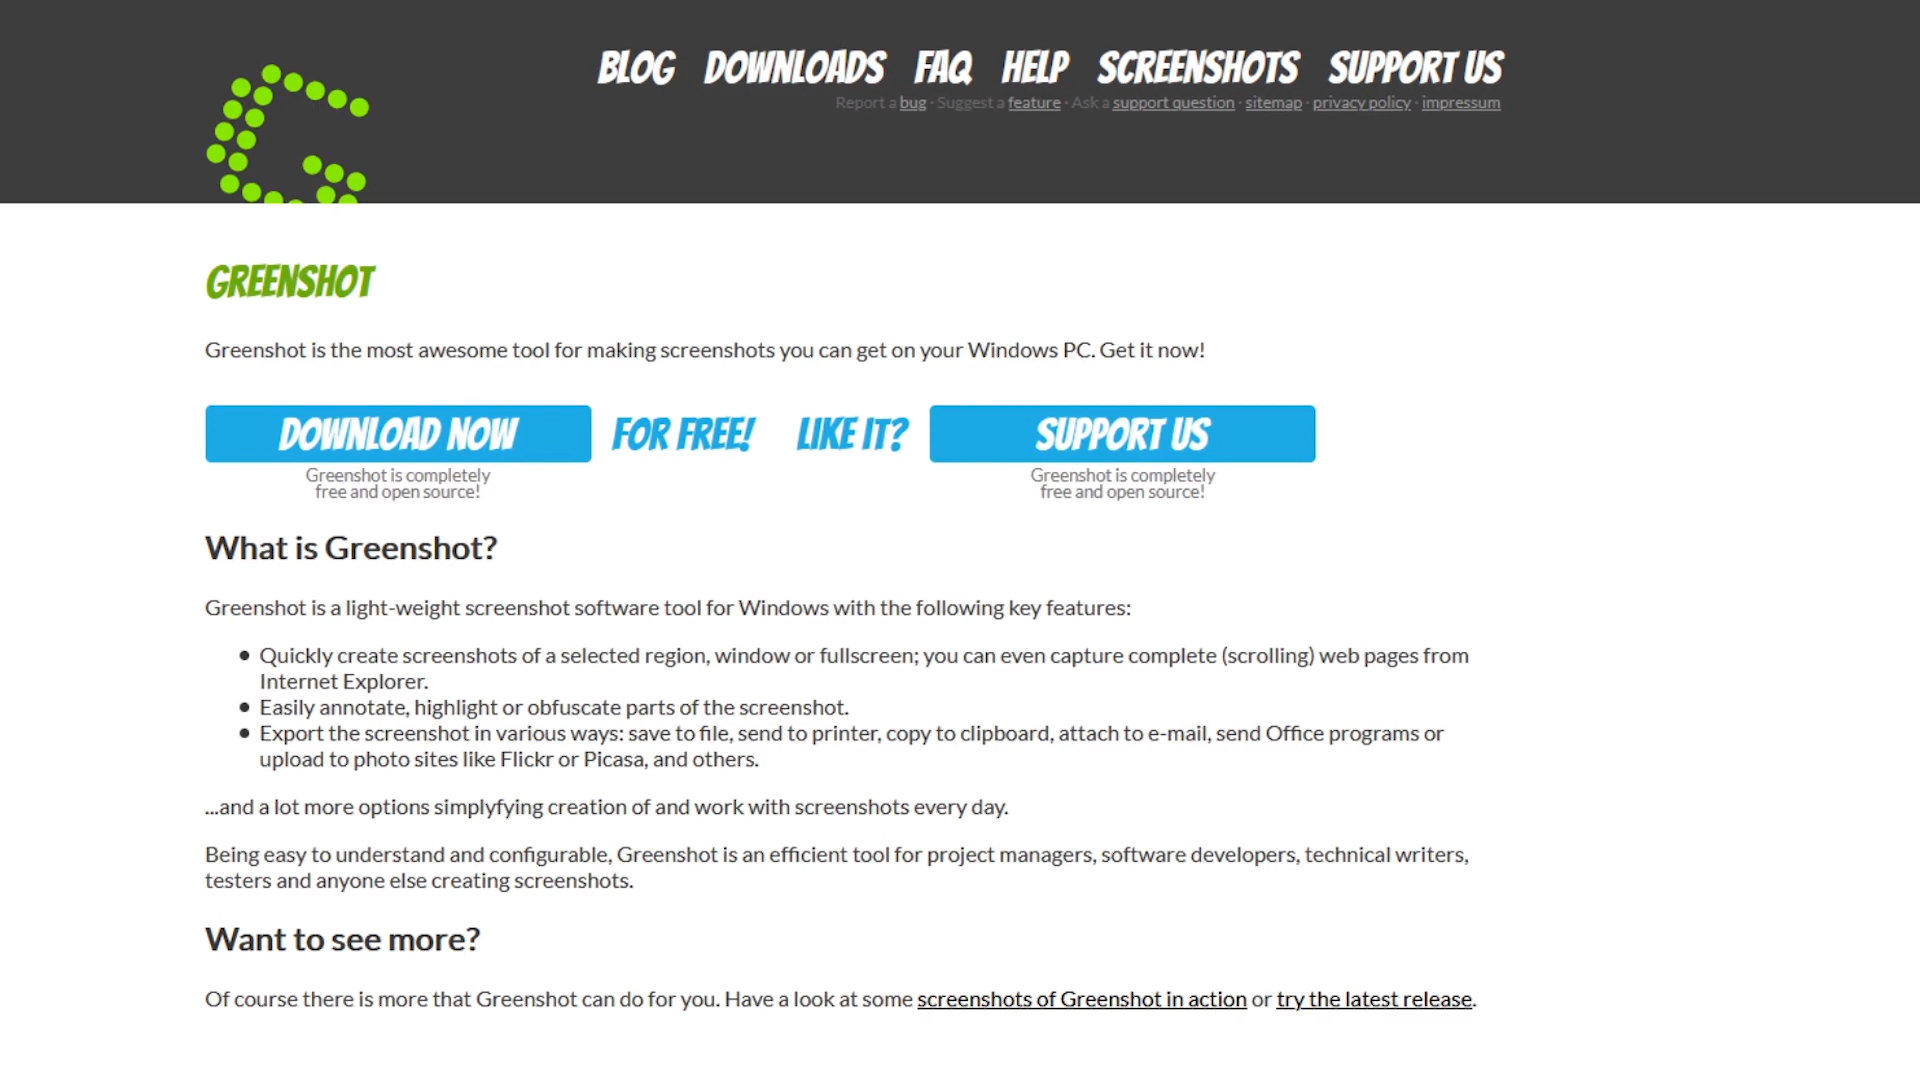 BLOG DOWNLOADS FAQ HELP SCREENSHOTS SUPPORT US
Report a bug · Suggest a feature · Ask a support question · sitemap · privacy policy · impressum
GREENSHOT
Greenshot is the most awesome tool for making screenshots you can get on your Windows PC. Get it now!
DOWNLOAD NOW FOR FREE! LIKE IT? SUPPORT US
Greenshot is completely
free and open source!
Greenshot is completely
free and open source!
What is Greenshot?
Greenshot is a light-weight screenshot software tool for Windows with the following key features:
• Quickly create screenshots of a selected region, window or fullscreen; you can even capture complete (scrolling) web pages from
Internet Explorer.
• Easily annotate, highlight or obfuscate parts of the screenshot.
• Export the screenshot in various ways: save to file, send to printer, copy to clipboard, attach to e-mail, send Office programs or
upload to photo sites like Flickr or Picasa, and others.
...and a lot more options simplyfying creation of and work with screenshots every day.
Being easy to understand and configurable, Greenshot is an efficient tool for project managers, software developers, technical writers,
testers and anyone else creating screenshots.
Want to see more?
Of course there is more that Greenshot can do for you. Have a look at some screenshots of Greenshot in action or try the latest release.